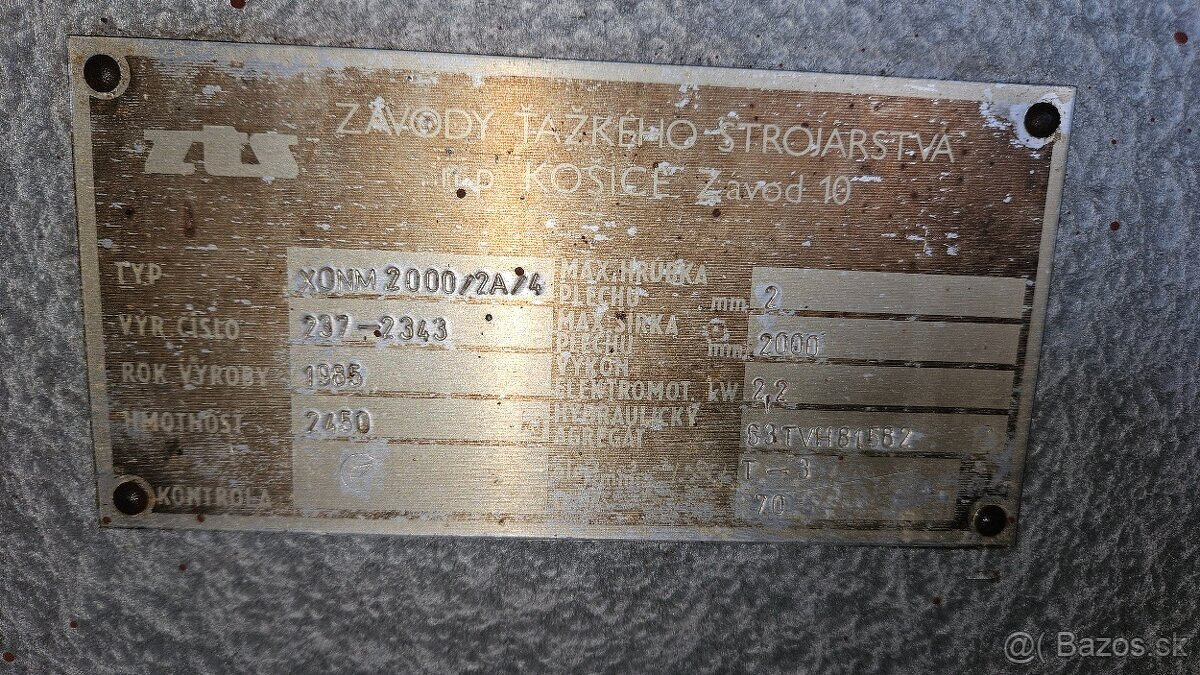 zts
ZÁVODY ŤAŽKÉHO STROJÁRSTVA
n.p KOŠICE Závod 10
TYP XONM 2000/2A/4
VÝR ČÍSLO 237-2343
ROK VÝROBY 1985
HMOTNOSŤ 2450
KONTROLA
MAX. HRÚBKA
PLECHU mm 2
MAX. ŠÍRKA
PLECHU mm 2000
VÝKON
ELEKTROMOT. kW 2,2
HYDRAULICKÝ
AGREGÁT 63TVH81582
T-3
70
@( Bazos.sk